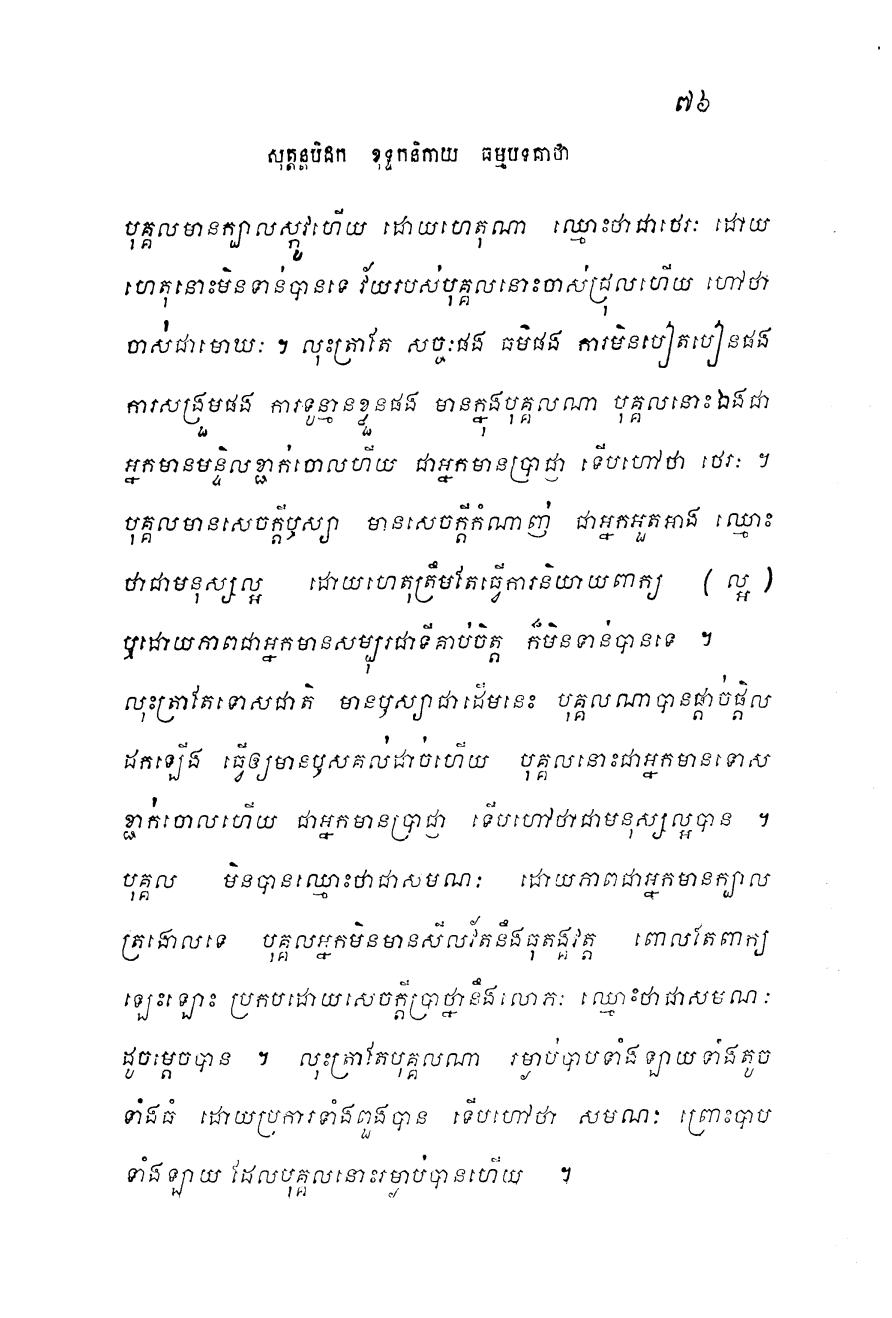 ៧៦
សុត្តន្តបិដក ខុទ្ទកនិកាយ ធម្មបទគាថា
បុគ្គលមានក្បាលស្កូវហើយ ដោយហេតុណា ឈ្មោះថាជាថេរៈ ដោយ
ហេតុនោះមិនទាន់បានទេ វ័យរបស់បុគ្គលនោះចាស់ជ្រុលហើយ ហៅថា
ចាស់ជាមោឃៈ ។ លុះត្រាតែ សច្ចៈផង ធម៌ផង ការមិនបៀតបៀនផង
ការសង្រួមផង ការទូន្មានខ្លួនផង មានក្នុងបុគ្គលណា បុគ្គលនោះឯងជា
អ្នកមានមន្ទិលខ្ជាក់ចោលហើយ ជាអ្នកមានប្រាជ្ញា ទើបហៅថា ថេរៈ ។
បុគ្គលមានសេចក្តីឫស្យា មានសេចក្តីកំណាញ់ ជាអ្នកអួតអាង ឈ្មោះ
ថាជាមនុស្សល្អ ដោយហេតុត្រឹមតែធ្វើការនិយាយពាក្យ ( ល្អ )
ឬដោយភាពជាអ្នកមានសម្បុរជាទីគាប់ចិត្ត ក៏មិនទាន់បានទេ ។
លុះត្រាតែទោសជាតិ មានឫស្យាជាដើមនេះ បុគ្គលណាបានផ្តាច់ផ្តិល
ដកឡើង ធ្វើឲ្យមានឫសគល់ដាច់ហើយ បុគ្គលនោះជាអ្នកមានទោស
ខ្ជាក់ចោលហើយ ជាអ្នកមានប្រាជ្ញា ទើបហៅថាជាមនុស្សល្អបាន ។
បុគ្គល មិនបានឈ្មោះថាជាសមណៈ ដោយភាពជាអ្នកមានក្បាល
ត្រងោលទេ បុគ្គលអ្នកមិនមានសីលវ័តនឹងធុតង្គវត្ត ពោលតែពាក្យ
ឡេះឡោះ ប្រកបដោយសេចក្តីប្រាថ្នានឹងលោភៈ ឈ្មោះថាជាសមណៈ
ដូចម្តេចបាន ។ លុះត្រាតែបុគ្គលណា រម្ងាប់បាបទាំងឡាយទាំងតូច
ទាំងធំ ដោយប្រការទាំងពួងបាន ទើបហៅថា សមណៈ ព្រោះបាប
ទាំងឡាយ ដែលបុគ្គលនោះរម្ងាប់បានហើយ ។